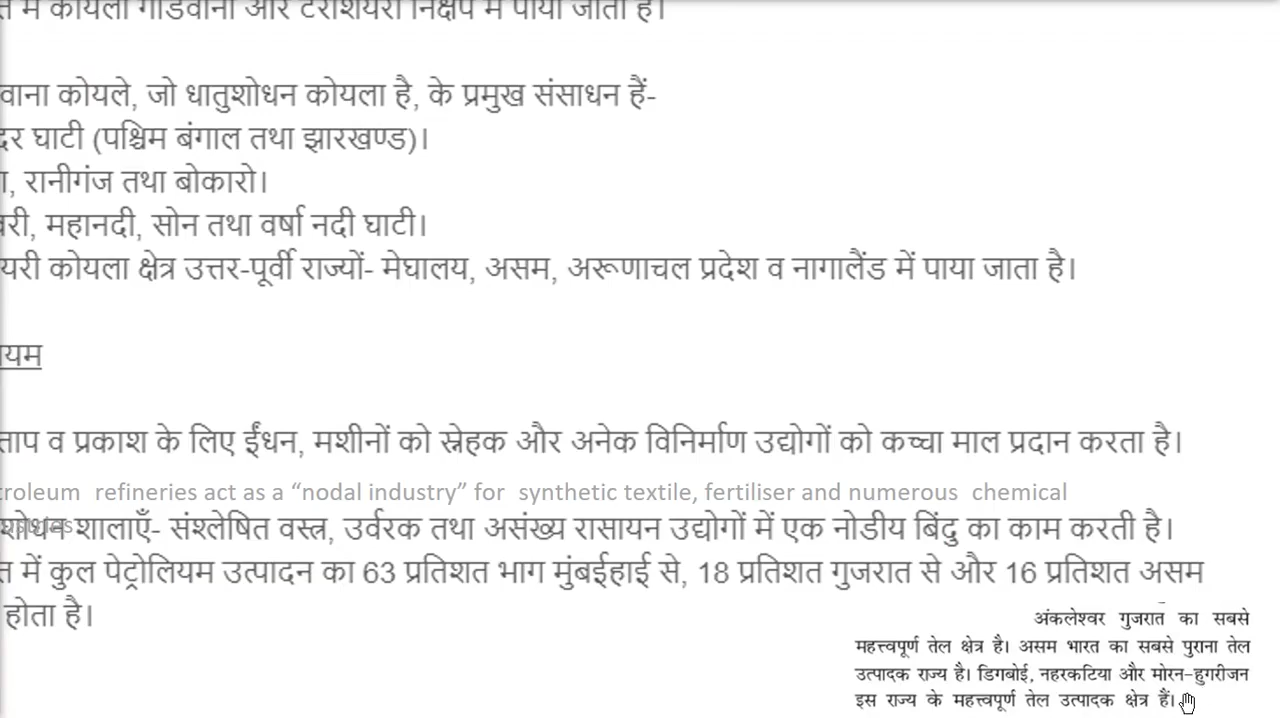 में कोयला गोंडवाना और टरशियरी निक्षेप में पाया जाता है।
वाना कोयले, जो धातुशोधन कोयला है, के प्रमुख संसाधन हैं-
दर घाटी (पश्चिम बंगाल तथा झारखण्ड)।
, रानीगंज तथा बोकारो।
वरी, महानदी, सोन तथा वर्षा नदी घाटी।
यरी कोयला क्षेत्र उत्तर-पूर्वी राज्यों- मेघालय, असम, अरूणाचल प्रदेश व नागालैंड में पाया जाता है।
यम
ताप व प्रकाश के लिए ईंधन, मशीनों को स्नेहक और अनेक विनिर्माण उद्योगों को कच्चा माल प्रदान करता है।
troleum refineries act as a “nodal industry” for synthetic textile, fertiliser and numerous chemical
शोधन शालाएँ- संश्लेषित वस्त्र, उर्वरक तथा असंख्य रासायन उद्योगों में एक नोडीय बिंदु का काम करती है।
त में कुल पेट्रोलियम उत्पादन का 63 प्रतिशत भाग मुंबईहाई से, 18 प्रतिशत गुजरात से और 16 प्रतिशत असम
होता है।
अंकलेश्वर गुजरात का सबसे
महत्त्वपूर्ण तेल क्षेत्र है। असम भारत का सबसे पुराना तेल
उत्पादक राज्य है। डिगबोई, नहरकटिया और मोरन-हुगरीजन
इस राज्य के महत्त्वपूर्ण तेल उत्पादक क्षेत्र हैं।